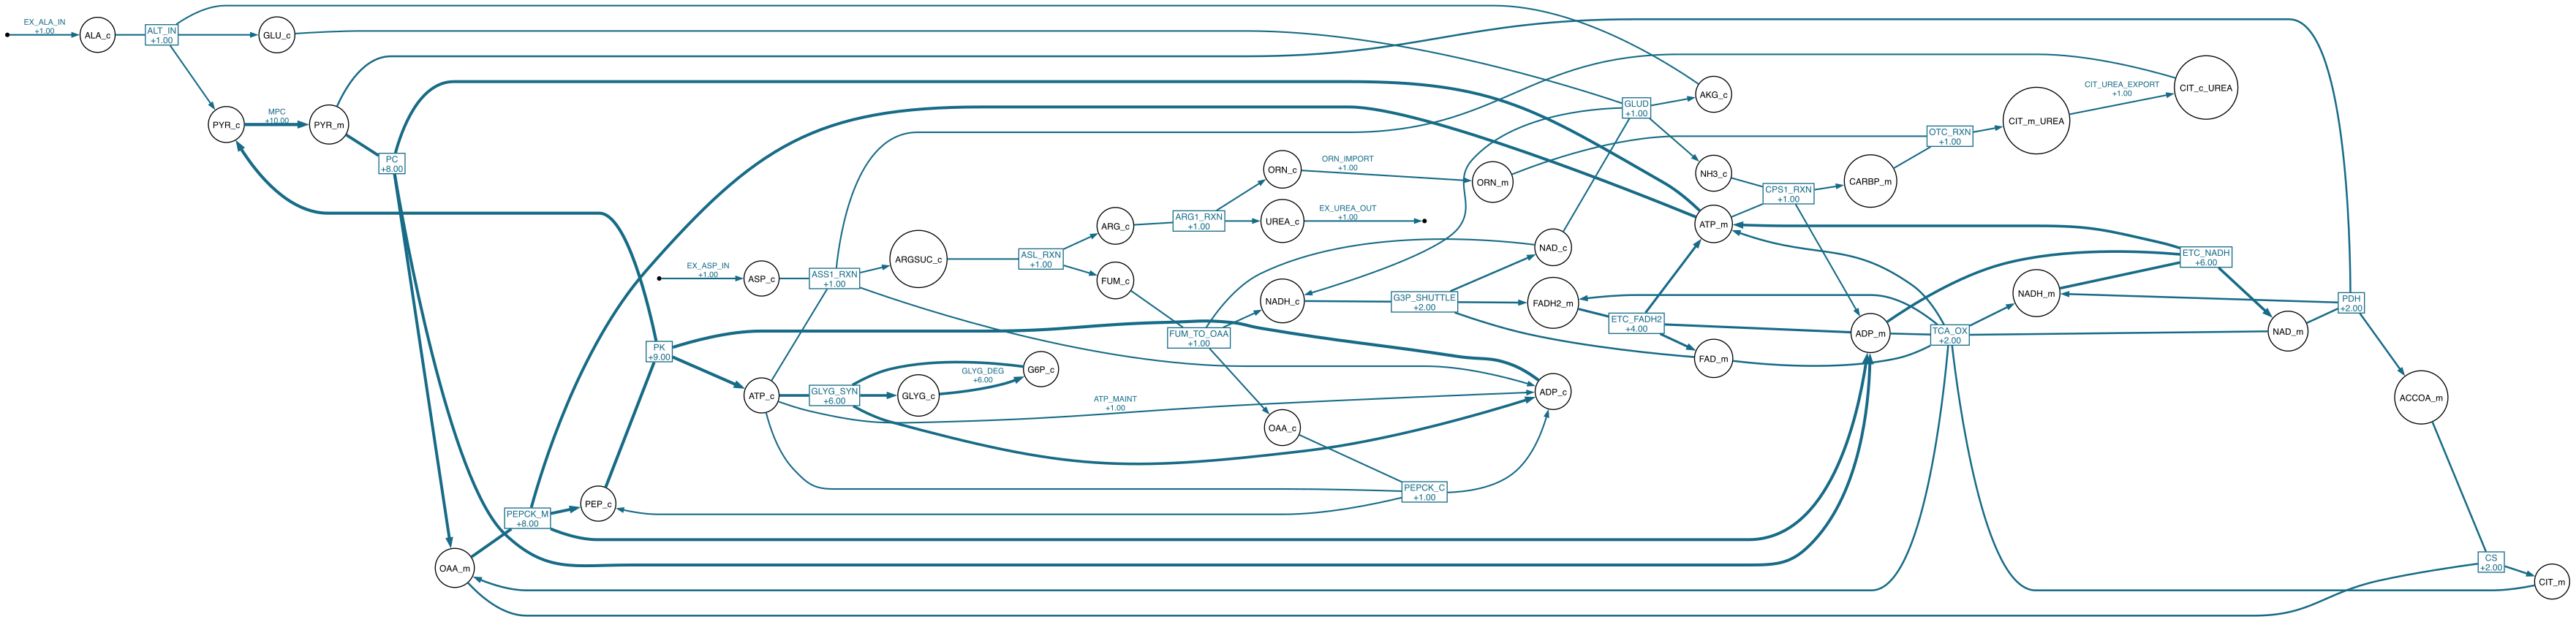 EX_ALA_IN
+1.00
ALA_c
ALT_IN
+1.00
GLU_c
PYR_c
MPC
+10.00
PYR_m
PC
+8.00
AKG_c
GLUD
+1.00
CIT_c_UREA
CIT_UREA_EXPORT
+1.00
CIT_m_UREA
OTC_RXN
+1.00
ORN_c
ORN_IMPORT
+1.00
ORN_m
NH3_c
CPS1_RXN
+1.00
CARBP_m
ARG_c
ARG1_RXN
+1.00
UREA_c
EX_UREA_OUT
+1.00
ATP_m
EX_ASP_IN
+1.00
ASP_c
ASS1_RXN
+1.00
ARGSUC_c
ASL_RXN
+1.00
FUM_c
NAD_c
ETC_NADH
+6.00
NADH_c
G3P_SHUTTLE
+2.00
FADH2_m
NADH_m
PDH
+2.00
FUM_TO_OAA
+1.00
ETC_FADH2
+4.00
ADP_m
TCA_OX
+2.00
NAD_m
PK
+9.00
FAD_m
G6P_c
GLYG_DEG
+6.00
ATP_c
GLYG_SYN
+6.00
GLYG_c
ATP_MAINT
+1.00
ADP_c
ACCOA_m
OAA_c
PEPCK_C
+1.00
PEP_c
PEPCK_M
+8.00
OAA_m
CS
+2.00
CIT_m